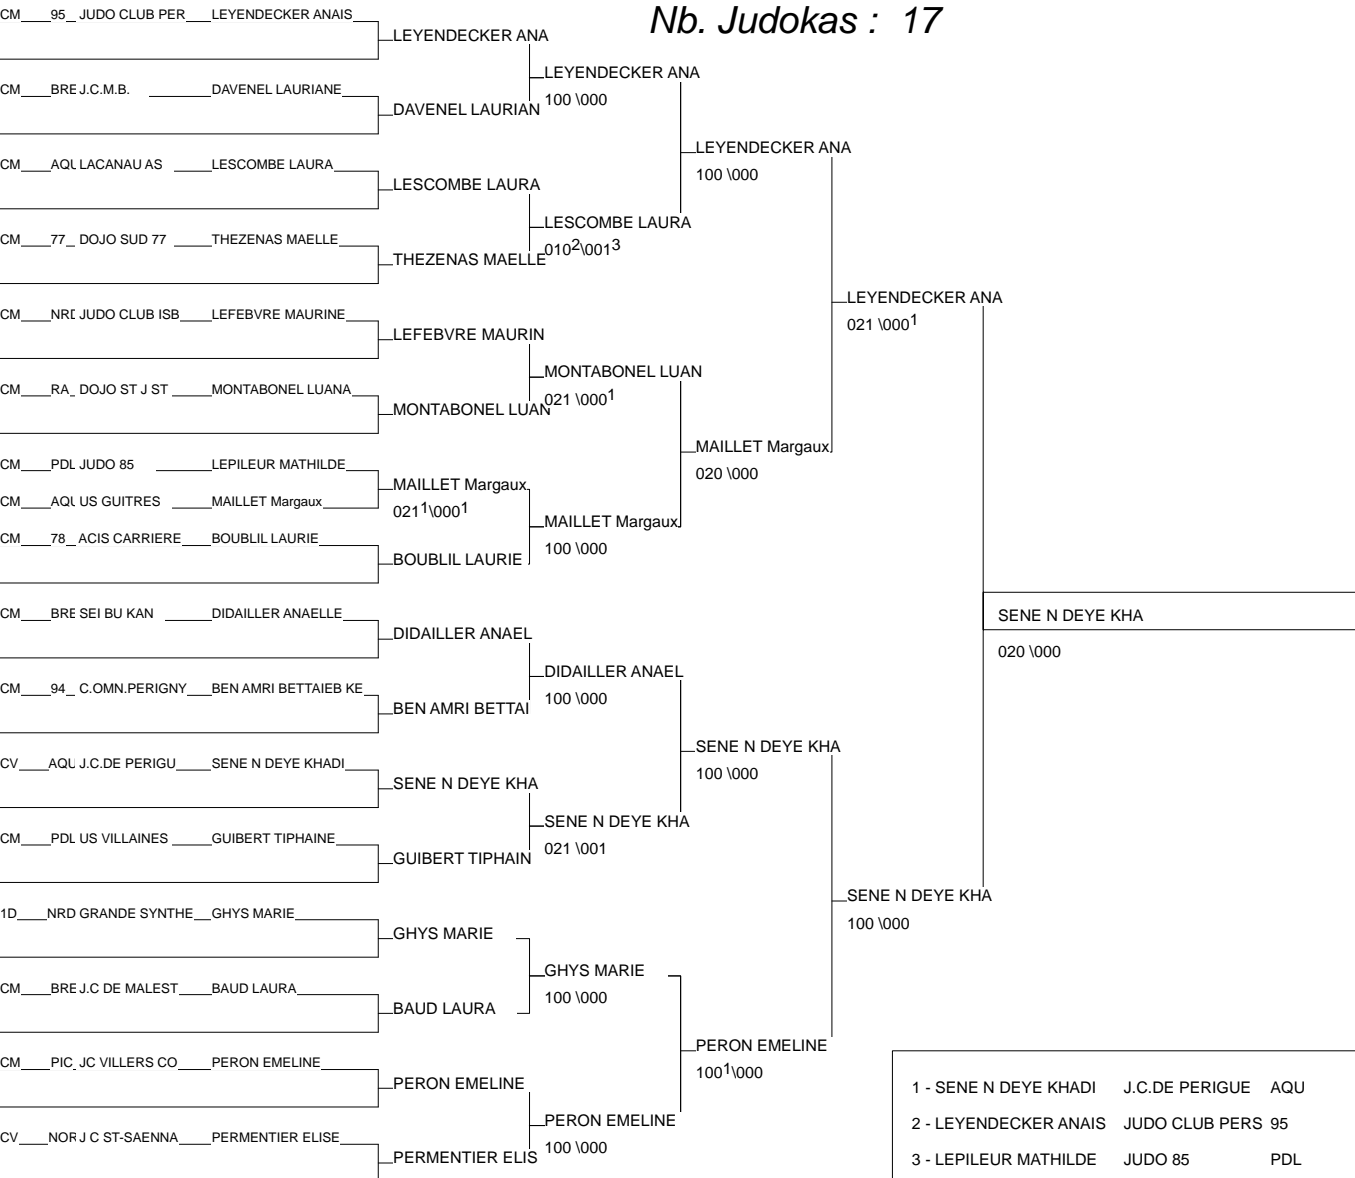 Nb. Judokas : 17
CM 95_ JUDO CLUB PER LEYENDECKER ANAIS
LEYENDECKER ANA
LEYENDECKER ANA
100 \000
CM BRE J.C.M.B. DAVENEL LAURIANE
DAVENEL LAURIAN
LEYENDECKER ANA
100 \000
CM AQU LACANAU AS LESCOMBE LAURA
LESCOMBE LAURA
LESCOMBE LAURA
010²\001³
CM 77_ DOJO SUD 77 THEZENAS MAELLE
THEZENAS MAELLE
LEYENDECKER ANA
021 \000¹
CM NRD JUDO CLUB ISB LEFEBVRE MAURINE
LEFEBVRE MAURIN
MONTABONEL LUAN
021 \000¹
CM RA_ DOJO ST J ST MONTABONEL LUANA
MONTABONEL LUAN
MAILLET Margaux
020 \000
CM PDL JUDO 85 LEPILEUR MATHILDE
MAILLET Margaux
021¹\000¹
CM AQU US GUITRES MAILLET Margaux
MAILLET Margaux
100 \000
CM 78_ ACIS CARRIERE BOUBLIL LAURIE
BOUBLIL LAURIE
SENE N DEYE KHA
020 \000
CM BRE SEI BU KAN DIDAILLER ANAELLE
DIDAILLER ANAEL
DIDAILLER ANAEL
100 \000
CM 94_ C.OMN.PERIGNY BEN AMRI BETTAIEB KE
BEN AMRI BETTAI
SENE N DEYE KHA
100 \000
CV AQU J.C.DE PERIGU SENE N DEYE KHADI
SENE N DEYE KHA
SENE N DEYE KHA
021 \001
CM PDL US VILLAINES GUIBERT TIPHAINE
GUIBERT TIPHAIN
SENE N DEYE KHA
100 \000
1D NRD GRANDE SYNTHE GHYS MARIE
GHYS MARIE
GHYS MARIE
100 \000
CM BRE J.C DE MALEST BAUD LAURA
BAUD LAURA
PERON EMELINE
100¹\000
CM PIC_ JC VILLERS CO PERON EMELINE
PERON EMELINE
PERON EMELINE
100 \000
CV NOR J C ST-SAENNA PERMENTIER ELISE
PERMENTIER ELIS
1 - SENE N DEYE KHADI J.C.DE PERIGUE AQU
2 - LEYENDECKER ANAIS JUDO CLUB PERS 95
3 - LEPILEUR MATHILDE JUDO 85 PDL